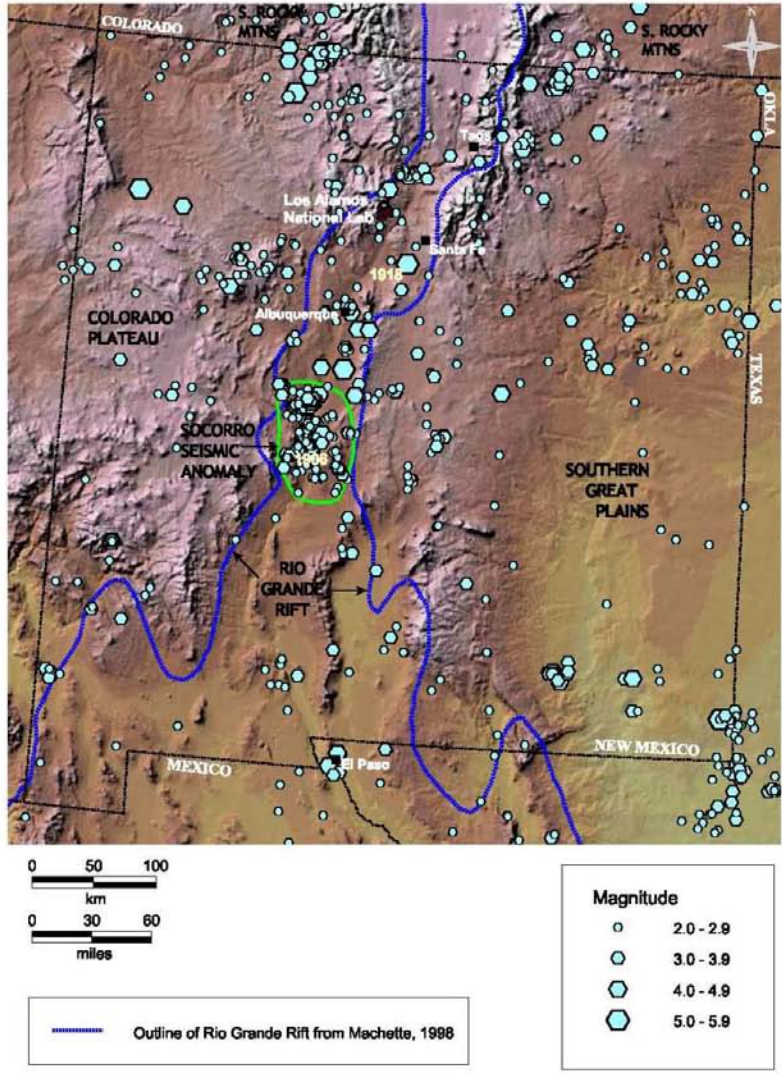 S. ROCKY
MTNS
COLORADO
S. ROCKY
MTNS
N
OKLA
Taos
Los Alamos
National Lab
Santa Fe
1918
Albuquerque
COLORADO
PLATEAU
TEXAS
SOCORRO
SEISMIC
ANOMALY
1906
SOUTHERN
GREAT
PLAINS
RIO
GRANDE
RIFT
NEW MEXICO
MEXICO
El Paso
0 50 100
km
0 30 60
miles
Magnitude
2.0 - 2.9
3.0 - 3.9
4.0 - 4.9
5.0 - 5.9
Outline of Rio Grande Rift from Machette, 1998